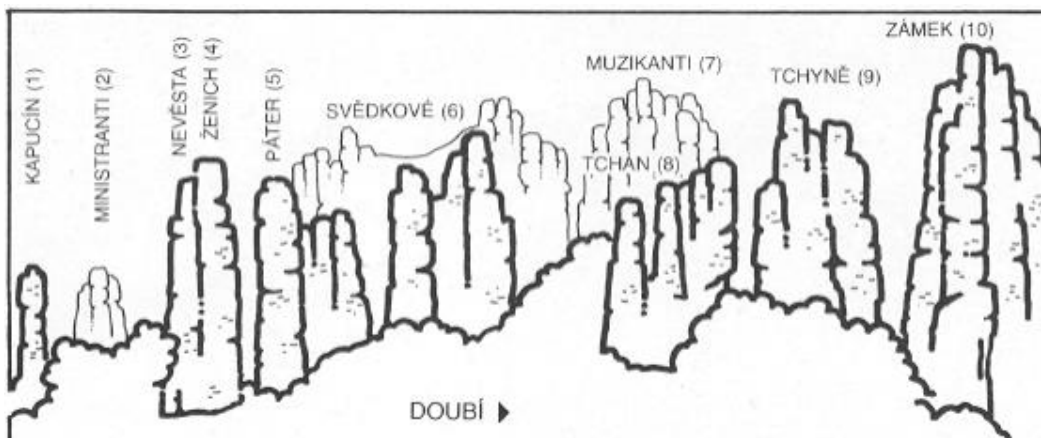 KAPUCÍN (1)
MINISTRANTI (2)
NEVĚSTA (3)
ŽENICH (4)
PÁTER (5)
SVĚDKOVÉ (6)
MUZIKANTI (7)
TCHÁN (8)
TCHYNĚ (9)
ZÁMEK (10)
DOUBÍ